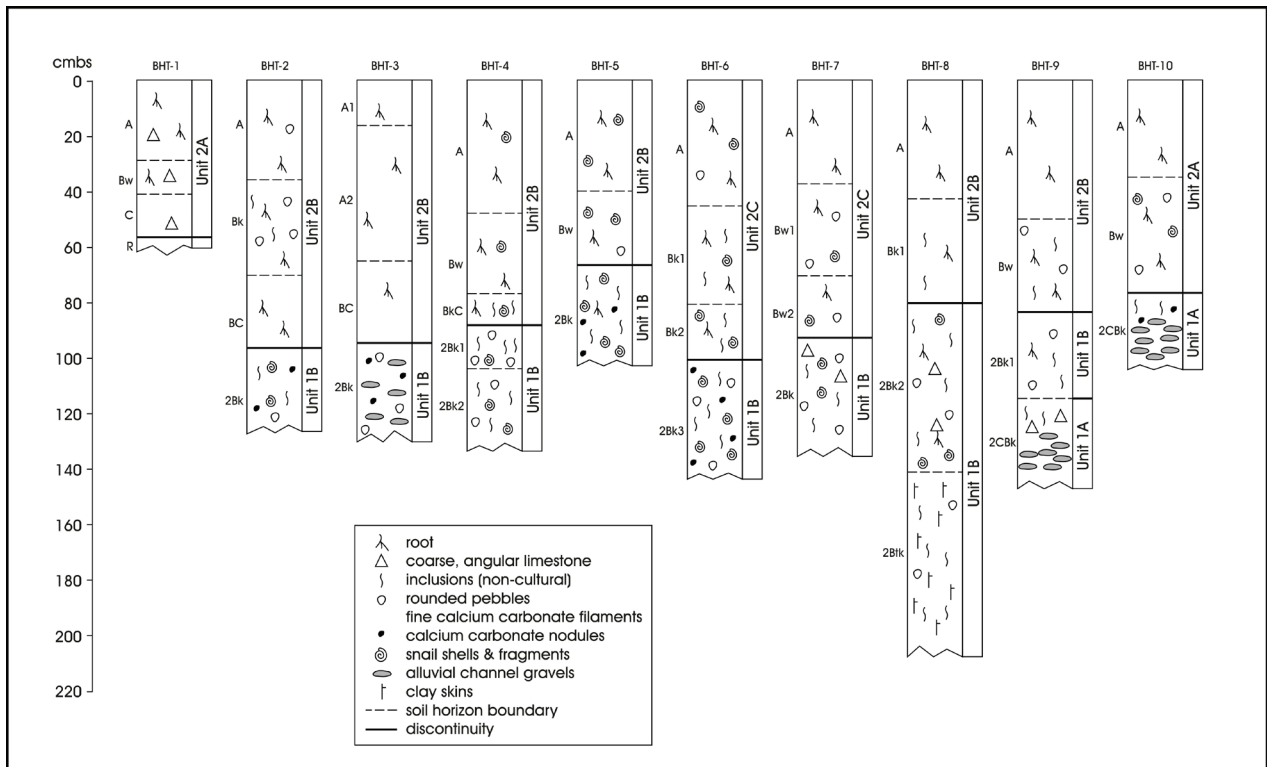 cmbs
BHT-1 BHT-2 BHT-3 BHT-4 BHT-5 BHT-6 BHT-7 BHT-8 BHT-9 BHT-10
0
20
40
60
80
100
120
140
160
180
200
220
A
Bw
C
R
Unit 2A
A
Bk
BC
2Bk
Unit 2B
Unit 1B
A1
A2
BC
2Bk
Unit 2B
Unit 1B
A
Bw
BkC
2Bk1
2Bk2
Unit 2B
Unit 1B
A
Bw
2Bk
Unit 2B
Unit 1B
A
Bk1
Bk2
2Bk3
Unit 2C
Unit 1B
A
Bw1
Bw2
2Bk
Unit 2C
Unit 1B
A
Bk1
2Bk2
2Btk
Unit 2B
Unit 1B
A
Bw
2Bk1
2CBk
Unit 2B
Unit 1B
Unit 1A
A
Bw
2CBk
Unit 2A
Unit 1A
root
coarse, angular limestone
inclusions (non-cultural)
rounded pebbles
fine calcium carbonate filaments
calcium carbonate nodules
snail shells & fragments
alluvial channel gravels
clay skins
soil horizon boundary
discontinuity